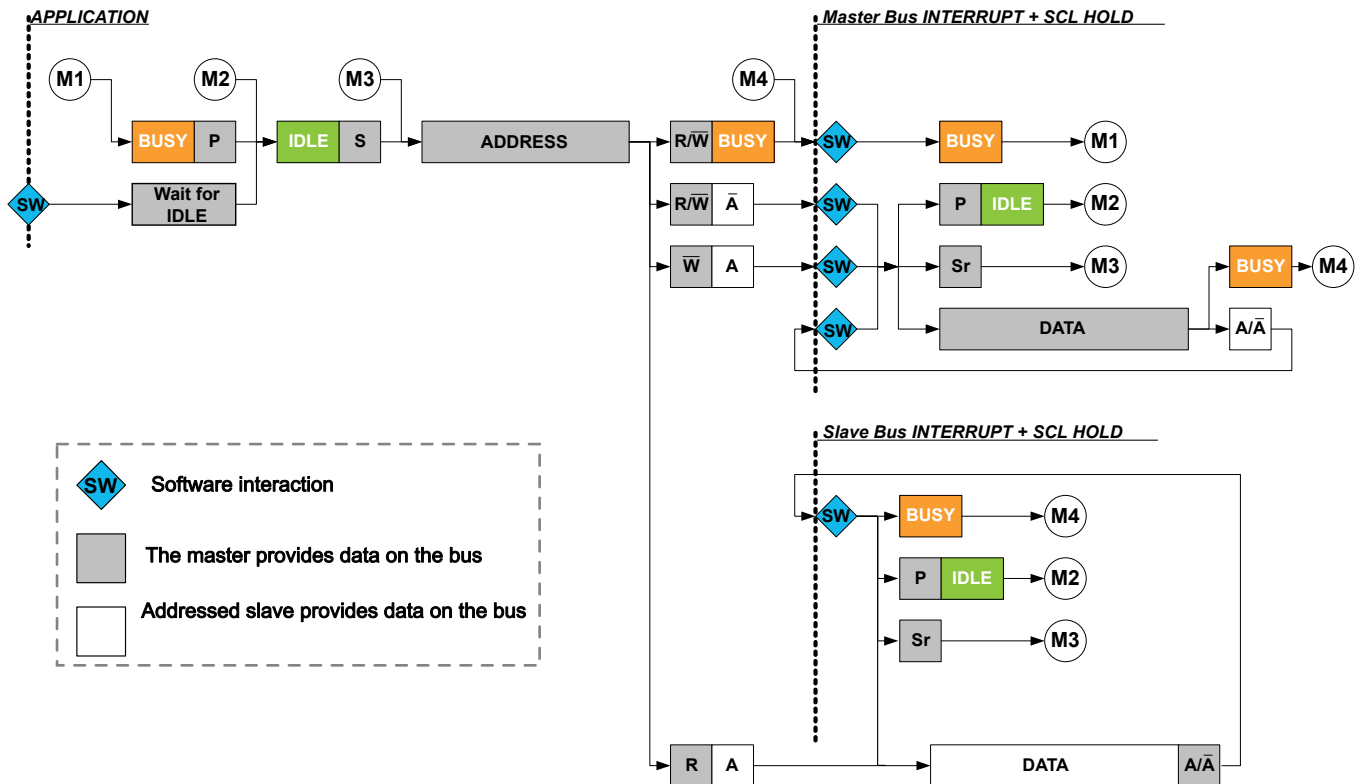 APPLICATION
Master Bus INTERRUPT + SCL HOLD
M1
M2
M3
M4
BUSY P
IDLE S
ADDRESS
R/W̅ BUSY
SW
BUSY
M1
SW
Wait for
IDLE
R/W̅ A̅
SW
P IDLE
M2
W̅ A
SW
Sr
M3
BUSY
M4
SW
DATA
A/A̅
Slave Bus INTERRUPT + SCL HOLD
SW
Software interaction
The master provides data on the bus
Addressed slave provides data on the bus
SW
BUSY
M4
P IDLE
M2
Sr
M3
R A
DATA
A/A̅